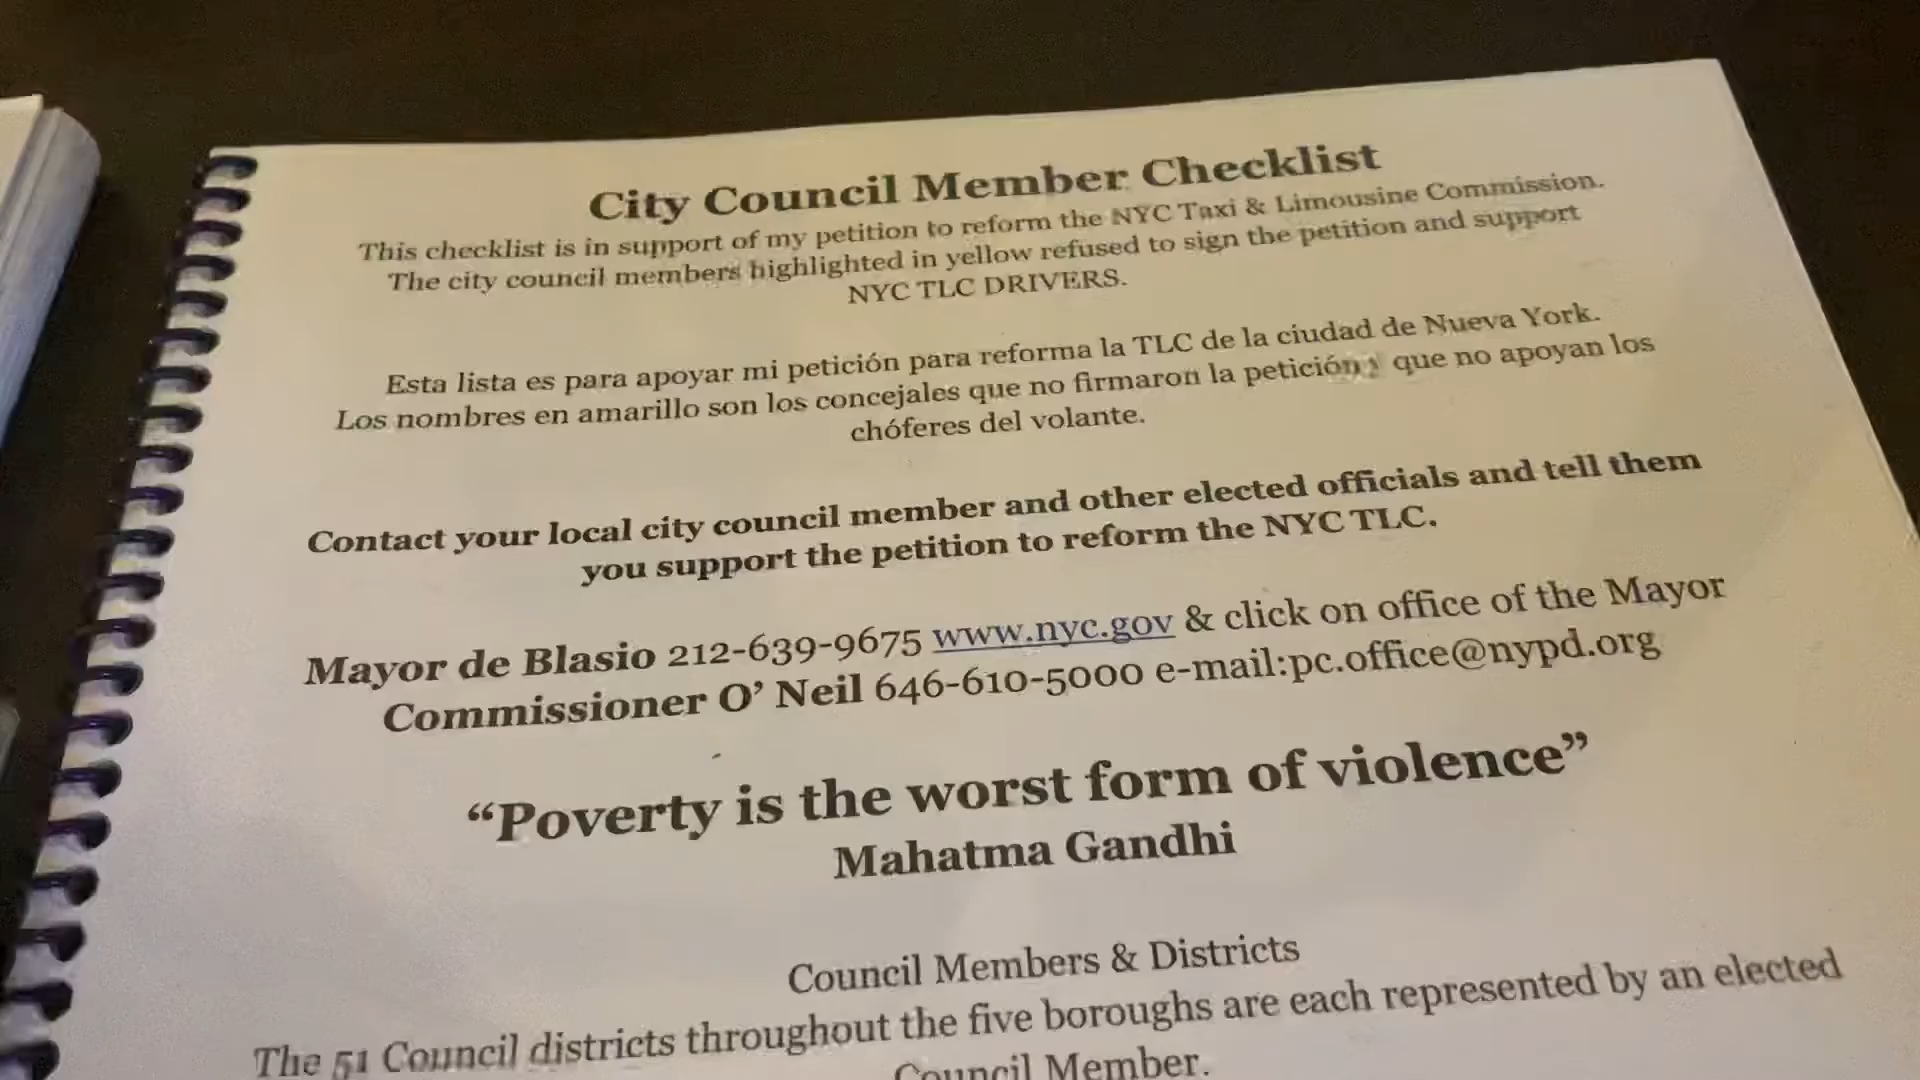 City Council Member Checklist
This checklist is in support of my petition to reform the NYC Taxi & Limousine Commission.
The city council members highlighted in yellow refused to sign the petition and support
NYC TLC DRIVERS.
Esta lista es para apoyar mi petición para reforma la TLC de la ciudad de Nueva York.
Los nombres en amarillo son los concejales que no firmaron la petición y que no apoyan los
chóferes del volante.
Contact your local city council member and other elected officials and tell them
you support the petition to reform the NYC TLC.
Mayor de Blasio 212-639-9675 www.nyc.gov & click on office of the Mayor
Commissioner O’ Neil 646-610-5000 e-mail:pc.office@nypd.org
“Poverty is the worst form of violence”
Mahatma Gandhi
Council Members & Districts
The 51 Council districts throughout the five boroughs are each represented by an elected
Council Member.